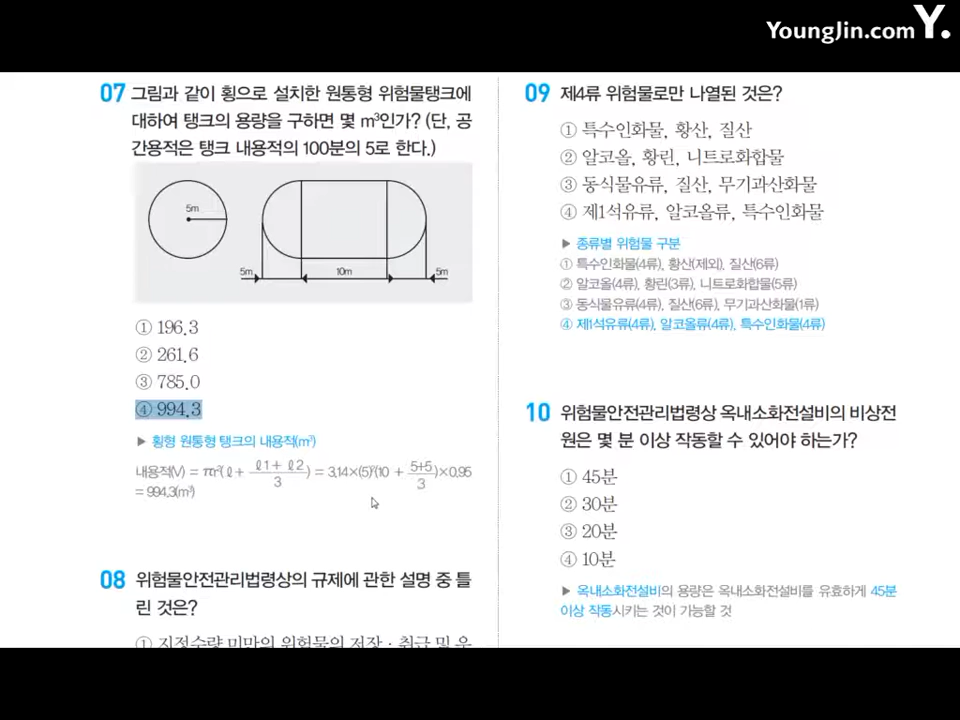 YoungJin.com Y.
07 그림과 같이 횡으로 설치한 원통형 위험물탱크에
대하여 탱크의 용량을 구하면 몇 m³인가? (단, 공
간용적은 탱크 내용적의 100분의 5로 한다.)
5m
5m 10m 5m
① 196.3
② 261.6
③ 785.0
④ 994.3
▶ 횡형 원통형 탱크의 내용적(m³)
내용적(V) = πr²(ℓ + ℓ1 + ℓ2 / 3) = 3.14×(5)²(10 + 5+5 / 3)×0.95
= 994.3(m³)
08 위험물안전관리법령상의 규제에 관한 설명 중 틀
린 것은?
① 지정수량 미만의 위험물의 저장 · 취급 및 운
09 제4류 위험물로만 나열된 것은?
① 특수인화물, 황산, 질산
② 알코올, 황린, 니트로화합물
③ 동식물유류, 질산, 무기과산화물
④ 제1석유류, 알코올류, 특수인화물
▶ 종류별 위험물 구분
① 특수인화물(4류), 황산(제외), 질산(6류)
② 알코올(4류), 황린(3류), 니트로화합물(5류)
③ 동식물유류(4류), 질산(6류), 무기과산화물(1류)
④ 제1석유류(4류), 알코올류(4류), 특수인화물(4류)
10 위험물안전관리법령상 옥내소화전설비의 비상전
원은 몇 분 이상 작동할 수 있어야 하는가?
① 45분
② 30분
③ 20분
④ 10분
▶ 옥내소화전설비의 용량은 옥내소화전설비를 유효하게 45분
이상 작동시키는 것이 가능할 것